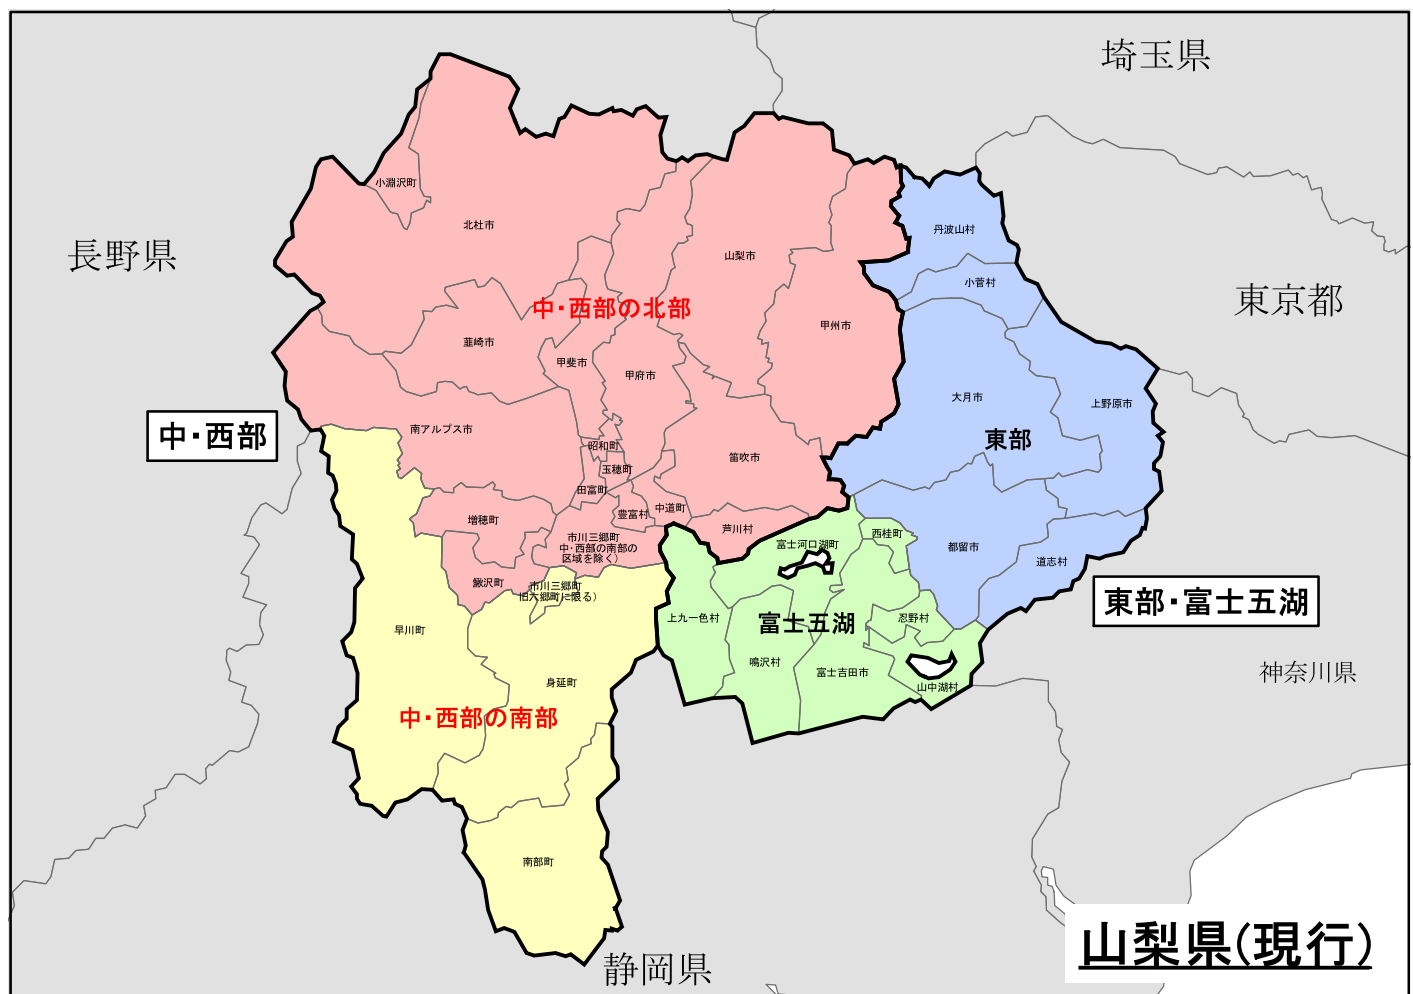 埼玉県
小淵沢町
北杜市
丹波山村
長野県
山梨市
小菅村
東京都
中・西部の北部
甲州市
韮崎市
甲斐市
甲府市
大月市
上野原市
南アルプス市
中・西部
東部
昭和町
笛吹市
玉穂町
田富町
中道町
豊富村
増穂町
芦川村
西桂町
市川三郷町
中・西部の南部の
区域を除く）
富士河口湖町
都留市
道志村
鰍沢町
市川三郷町
旧六郷町に限る）
東部・富士五湖
上九一色村
富士五湖
忍野村
早川町
鳴沢村
富士吉田市
神奈川県
身延町
山中湖村
中・西部の南部
南部町
山梨県(現行)
静岡県